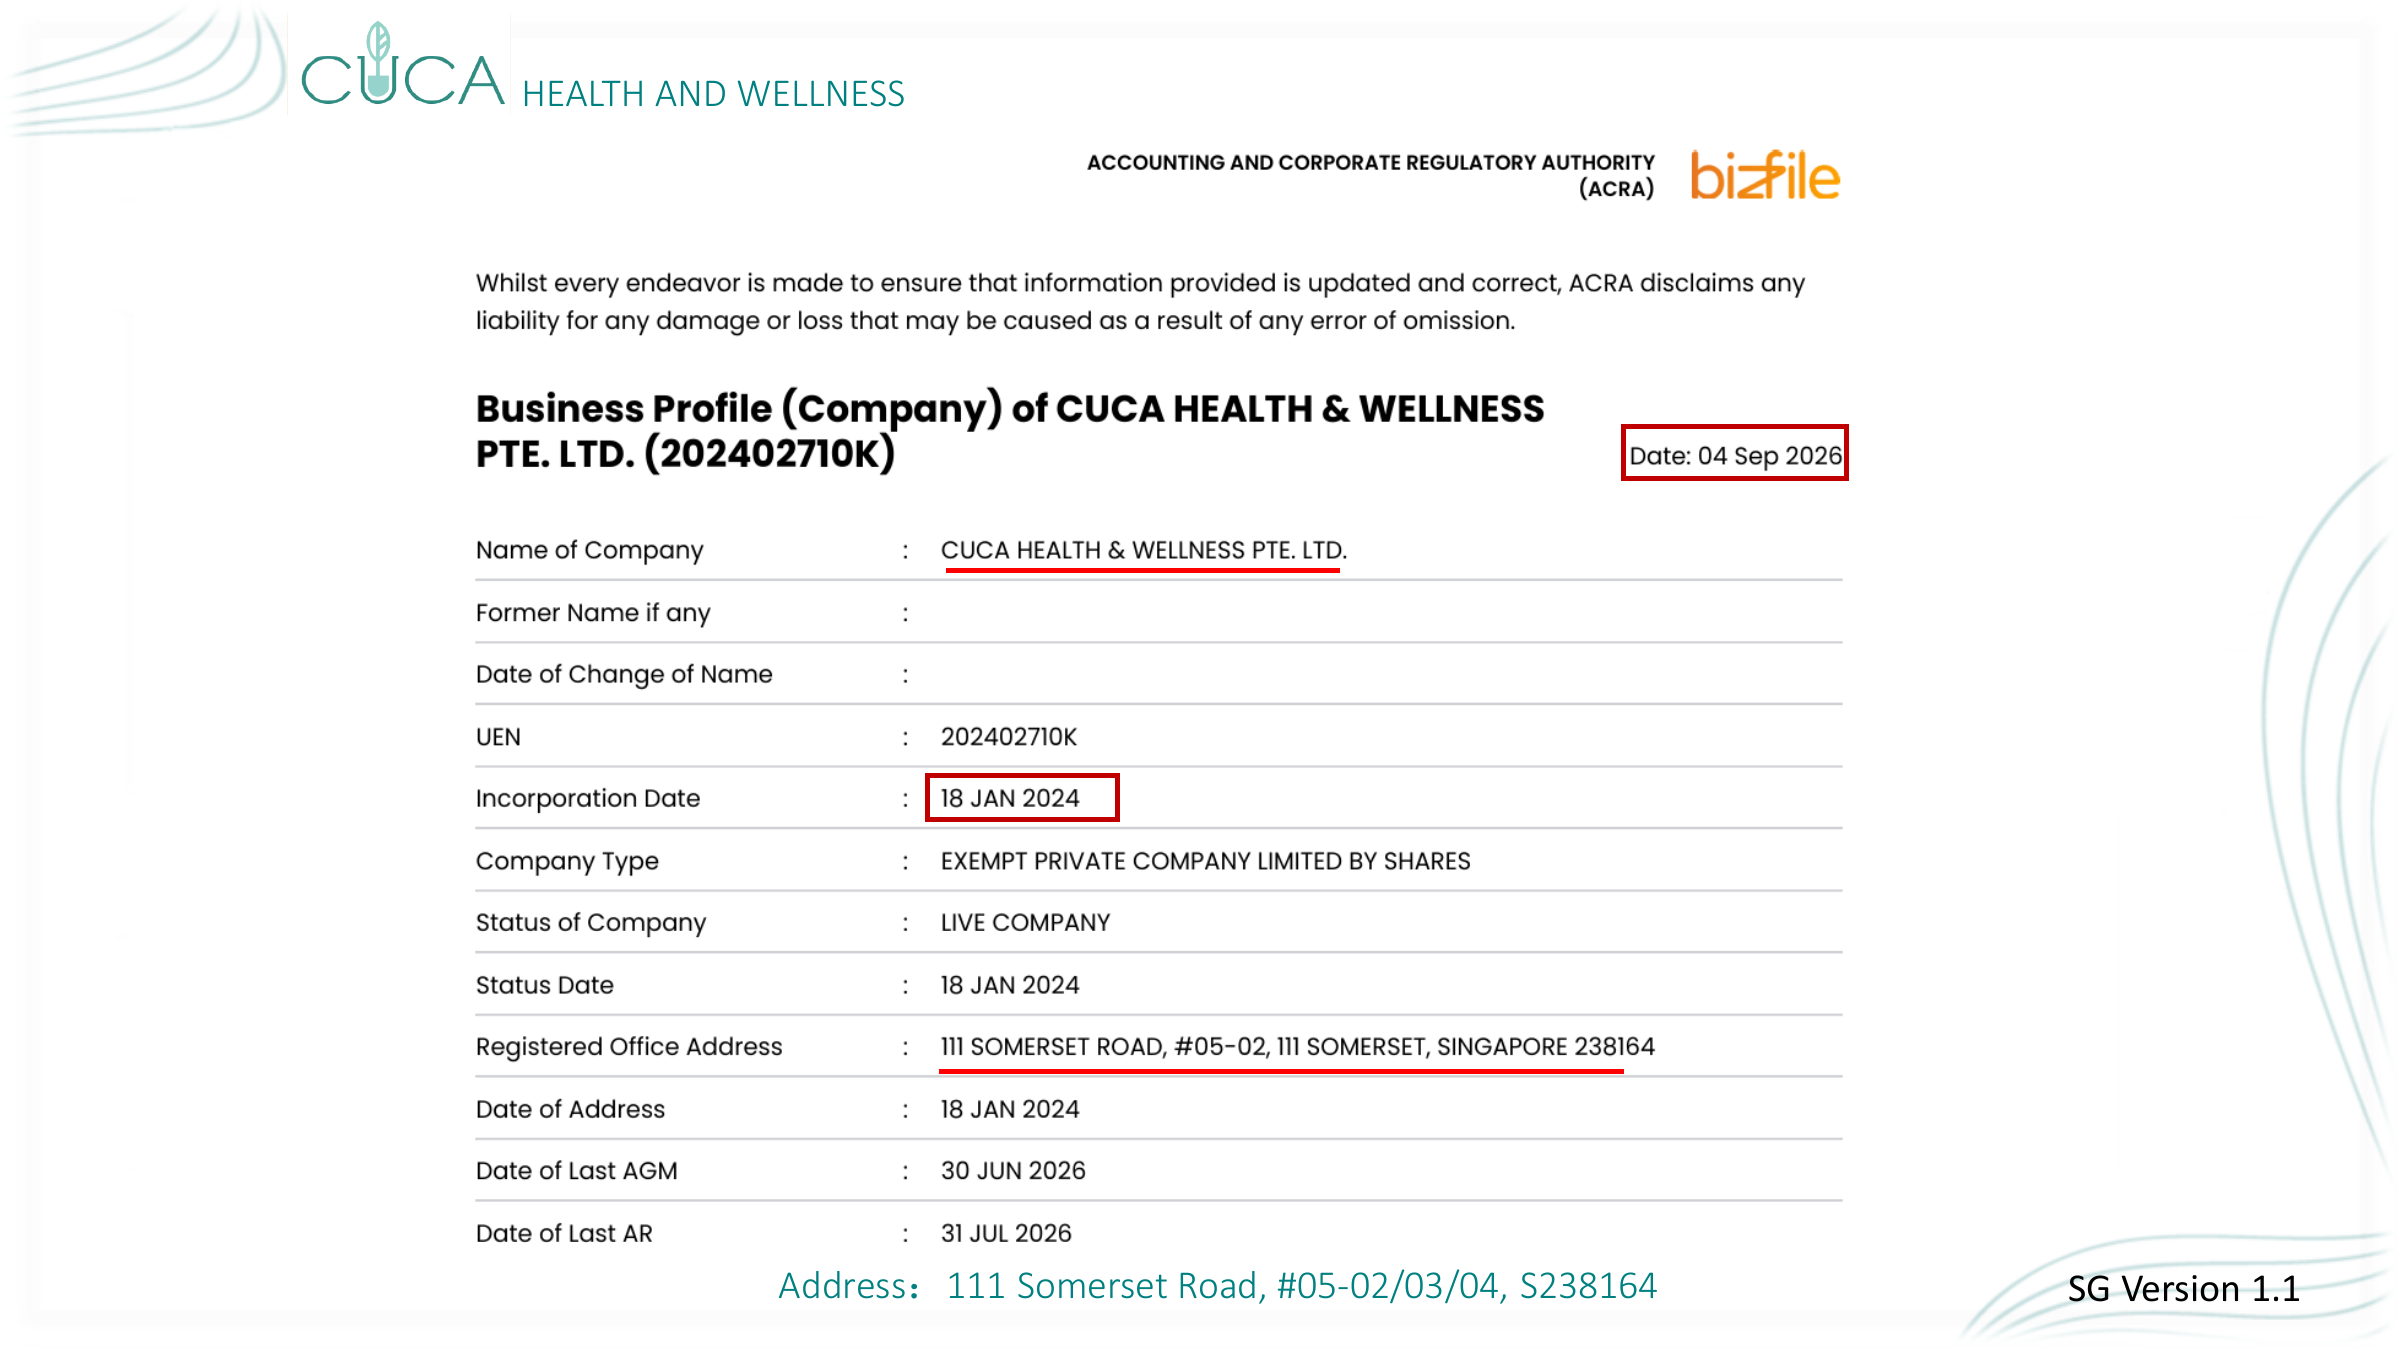 CUCA HEALTH AND WELLNESS
ACCOUNTING AND CORPORATE REGULATORY AUTHORITY
(ACRA)
bizfile
Whilst every endeavor is made to ensure that information provided is updated and correct, ACRA disclaims any
liability for any damage or loss that may be caused as a result of any error of omission.
Business Profile (Company) of CUCA HEALTH & WELLNESS
PTE. LTD. (202402710K)
Date: 04 Sep 2026
Name of Company : CUCA HEALTH & WELLNESS PTE. LTD.
Former Name if any :
Date of Change of Name :
UEN : 202402710K
Incorporation Date : 18 JAN 2024
Company Type : EXEMPT PRIVATE COMPANY LIMITED BY SHARES
Status of Company : LIVE COMPANY
Status Date : 18 JAN 2024
Registered Office Address : 111 SOMERSET ROAD, #05-02, 111 SOMERSET, SINGAPORE 238164
Date of Address : 18 JAN 2024
Date of Last AGM : 30 JUN 2026
Date of Last AR : 31 JUL 2026
Address： 111 Somerset Road, #05-02/03/04, S238164
SG Version 1.1